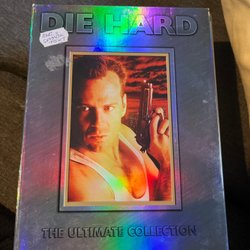 DIE HARD
THE ULTIMATE COLLECTION